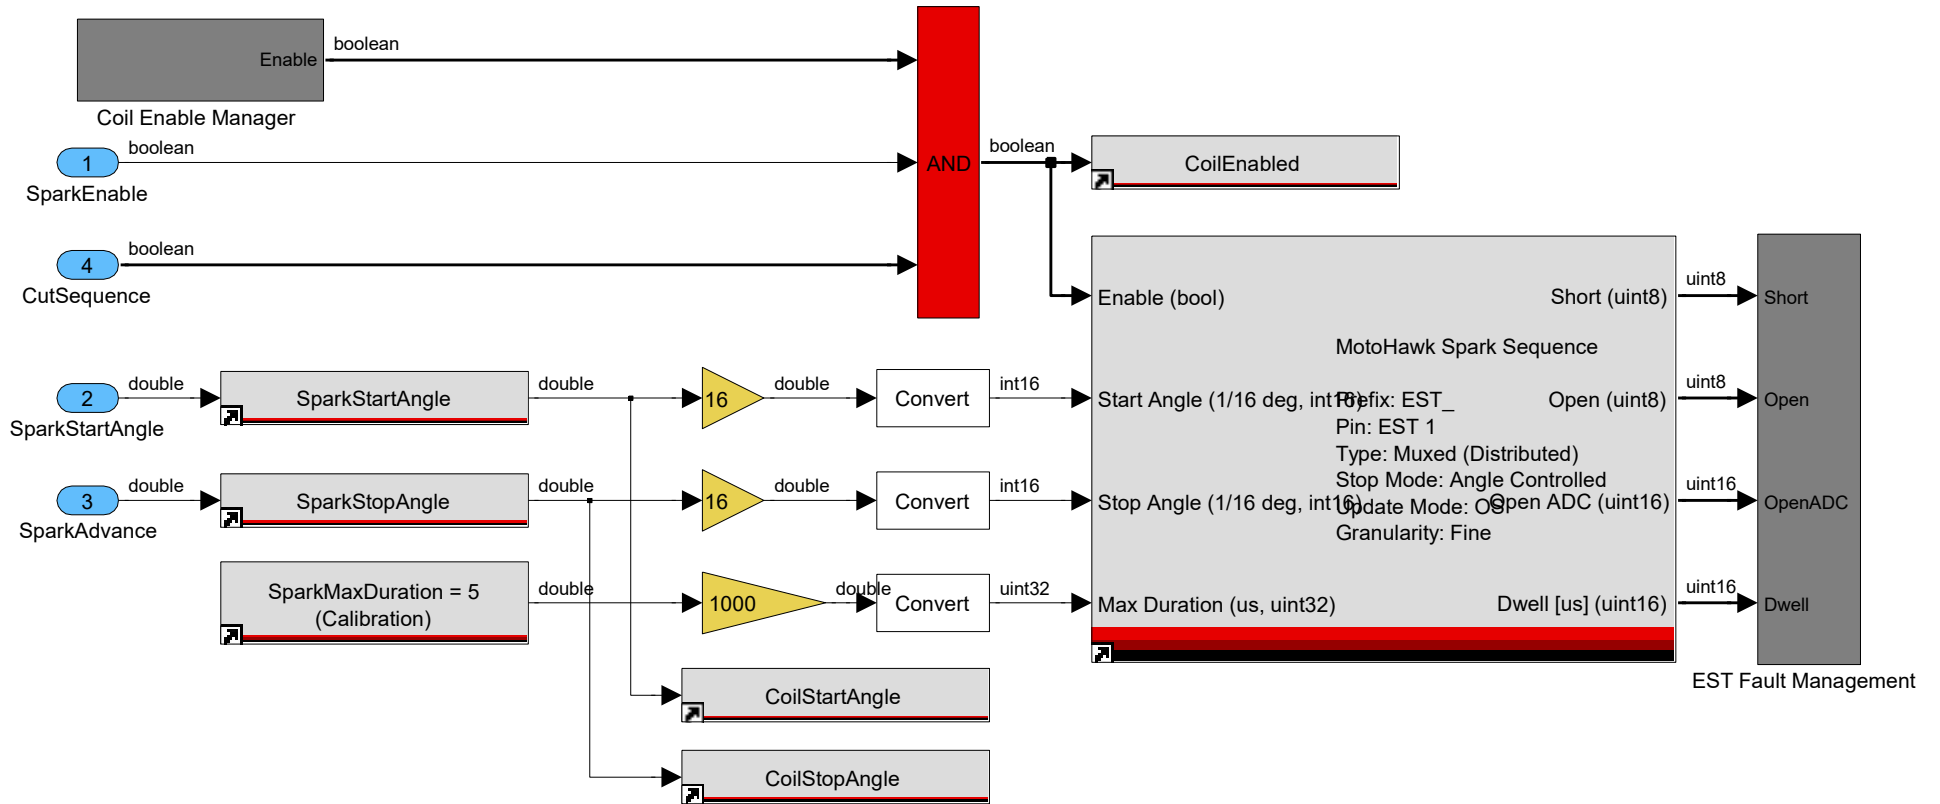 Enable
boolean
Coil Enable Manager
1
boolean
SparkEnable
4
boolean
CutSequence
AND
boolean
CoilEnabled
2
double
SparkStartAngle
SparkStartAngle
double
16
double
Convert
int16
3
double
SparkAdvance
SparkStopAngle
double
16
double
Convert
int16
SparkMaxDuration = 5
(Calibration)
double
1000
double
Convert
uint32
CoilStartAngle
CoilStopAngle
Enable (bool)
Start Angle (1/16 deg, int16)
Stop Angle (1/16 deg, int16)
Max Duration (us, uint32)
MotoHawk Spark Sequence
Prefix: EST_
Pin: EST 1
Type: Muxed (Distributed)
Stop Mode: Angle Controlled
Update Mode: OS
Granularity: Fine
Short (uint8)
Open (uint8)
Open ADC (uint16)
Dwell [us] (uint16)
uint8
uint8
uint16
uint16
Short
Open
OpenADC
Dwell
EST Fault Management